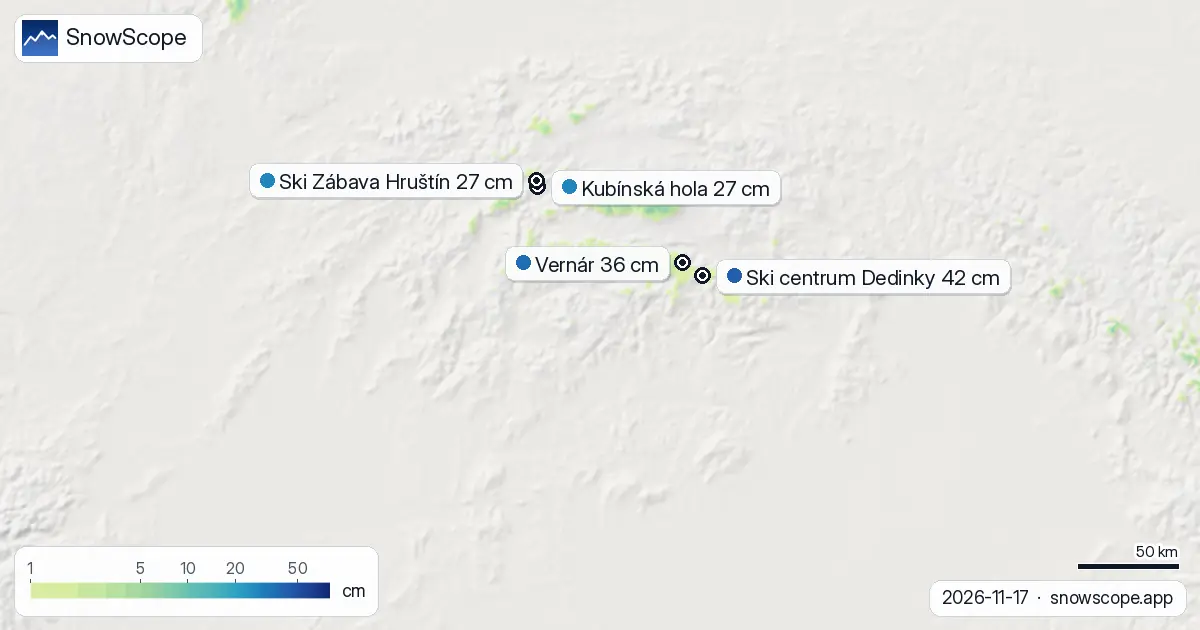 SnowScope
Ski Zábava Hruštín 27 cm
Kubínská hola 27 cm
Vernár 36 cm
Ski centrum Dedinky 42 cm
1 5 10 20 50
cm
50 km
2026-11-17 · snowscope.app